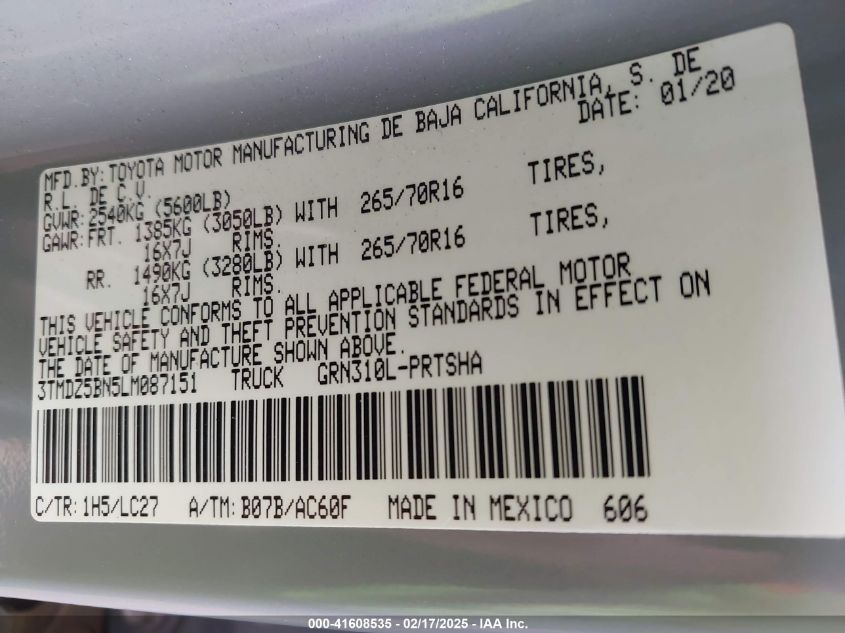 MFD.BY: TOYOTA MOTOR MANUFACTURING DE BAJA CALIFORNIA, S. DE
R.L. DE C.V. DATE: 01/20
GVWR: 2540KG (5600LB)
GAWR: FRT. 1385KG (3050LB) WITH 265/70R16 TIRES,
16X7J RIMS.
RR. 1490KG (3280LB) WITH 265/70R16 TIRES,
16X7J RIMS.
THIS VEHICLE CONFORMS TO ALL APPLICABLE FEDERAL MOTOR
VEHICLE SAFETY AND THEFT PREVENTION STANDARDS IN EFFECT ON
THE DATE OF MANUFACTURE SHOWN ABOVE.
3TMDZ5BN5LM087151 TRUCK GRN310L-PRTSHA
C/TR: 1H5/LC27 A/TM: B07B/AC60F MADE IN MEXICO 606
000-41608535 - 02/17/2025 - IAA Inc.